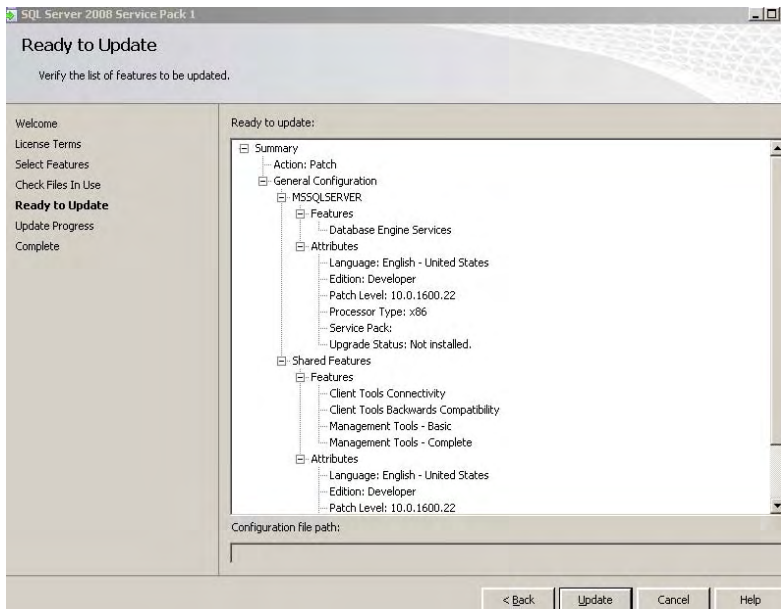 SQL Server 2008 Service Pack 1
Ready to Update
Verify the list of features to be updated.
Welcome
License Terms
Select Features
Check Files In Use
Ready to Update
Update Progress
Complete
Ready to update:
Summary
Action: Patch
General Configuration
MSSQLSERVER
Features
Database Engine Services
Attributes
Language: English - United States
Edition: Developer
Patch Level: 10.0.1600.22
Processor Type: x86
Service Pack:
Upgrade Status: Not installed.
Shared Features
Features
Client Tools Connectivity
Client Tools Backwards Compatibility
Management Tools - Basic
Management Tools - Complete
Attributes
Language: English - United States
Edition: Developer
Patch Level: 10.0.1600.22
Configuration file path:
< Back Update Cancel Help